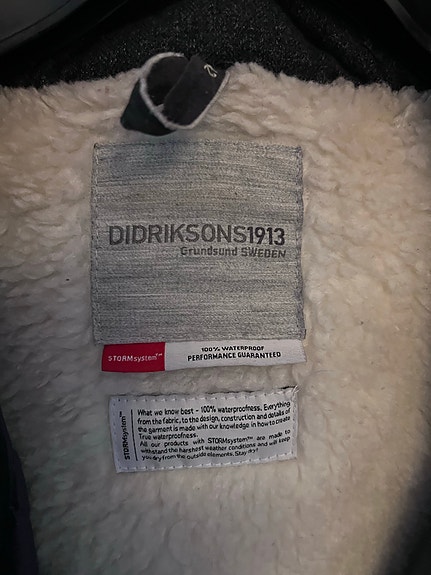 DIDRIKSONS1913
Grundsund SWEDEN
STORMsystem™
100% WATERPROOF
PERFORMANCE GUARANTEED
STORMsystem™
What we know best - 100% waterproofness. Everything
from the fabric, to the design, construction and details of
the garment is made with our knowledge in how to create
True waterproofness.
All our products with STORMsystem™ are made to
withstand the harshest weather conditions and will keep
you dry from the outside elements. Stay dry!